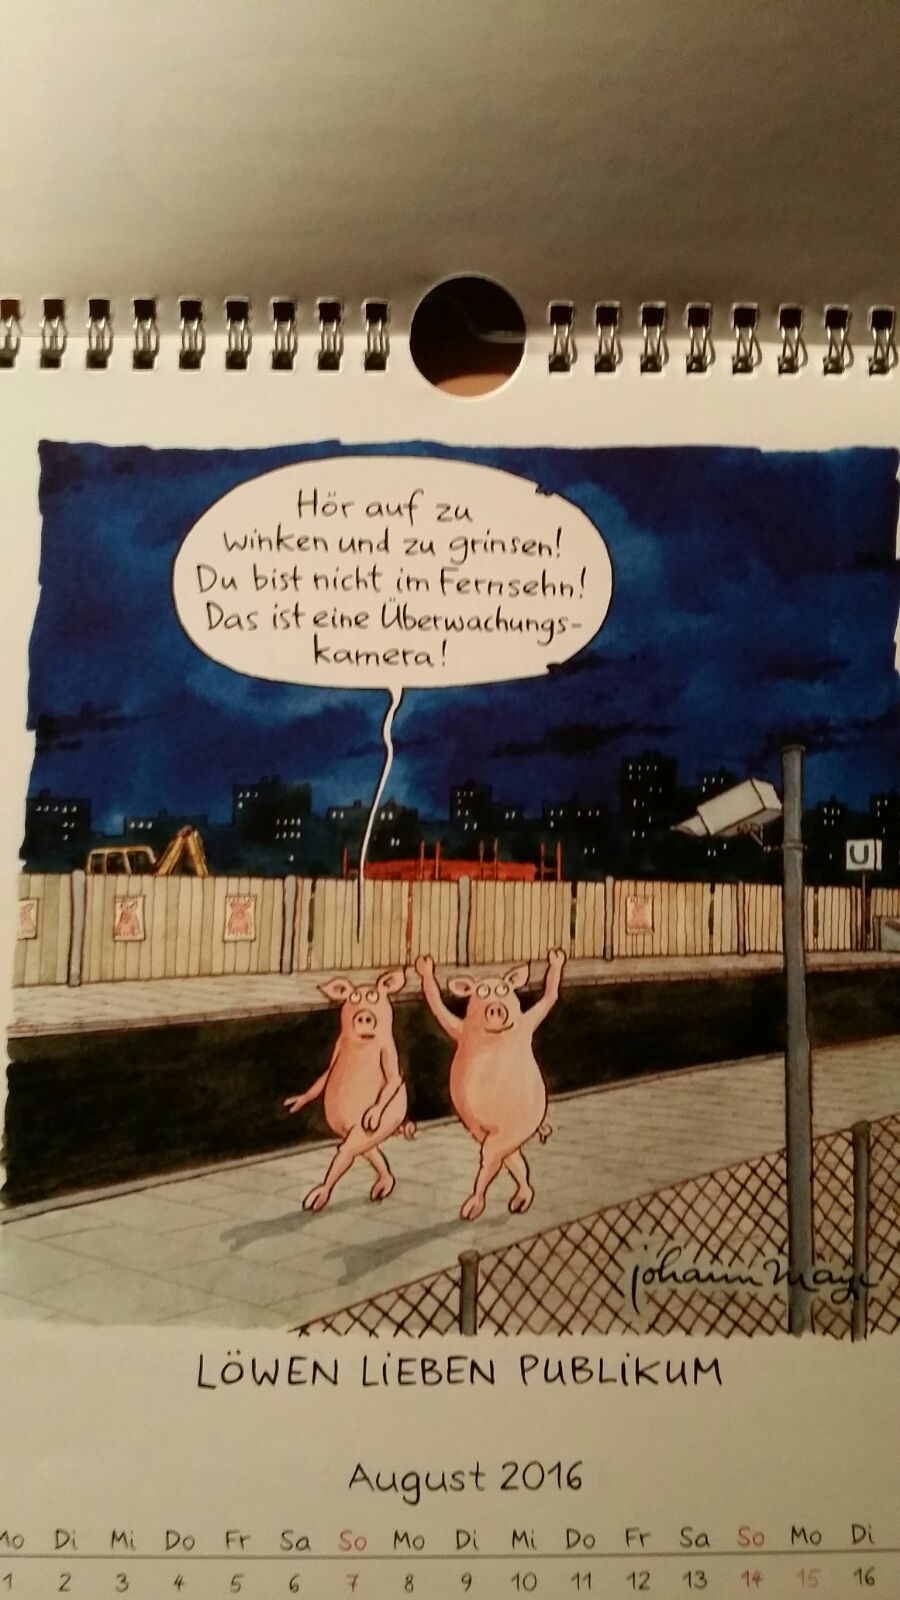 Hör auf zu
winken und zu grinsen!
Du bist nicht im Fernsehn!
Das ist eine Überwachungs-
kamera!
U
Johann Mayr
LÖWEN LIEBEN PUBLIKUM
August 2016
Mo Di Mi Do Fr Sa So Mo Di Mi Do Fr Sa So Mo Di
1 2 3 4 5 6 7 8 9 10 11 12 13 14 15 16